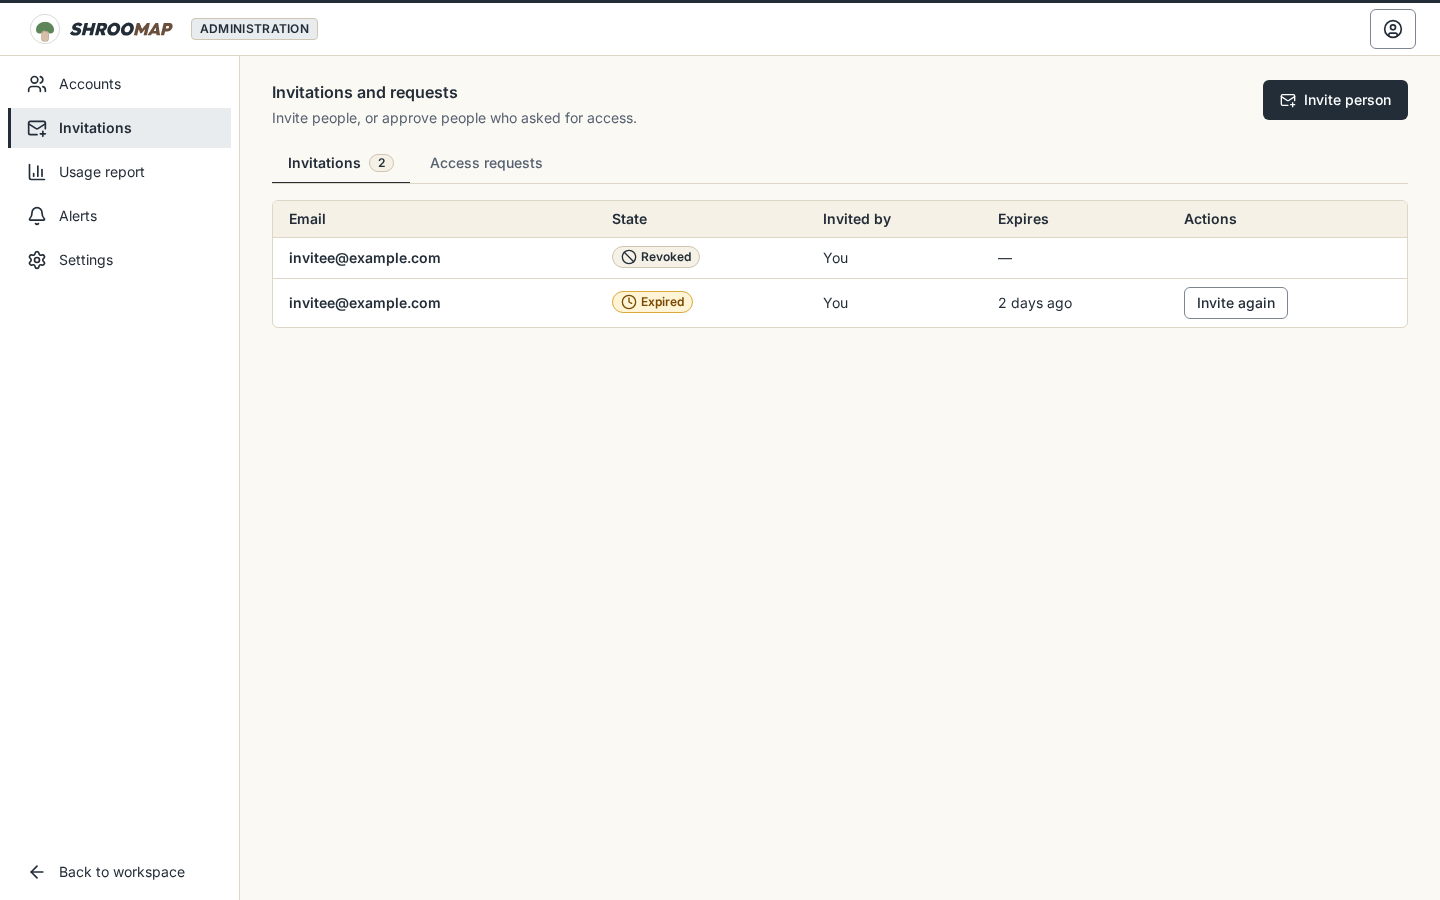 SHROOMAP ADMINISTRATION
Accounts
Invitations
Usage report
Alerts
Settings
Back to workspace
Invitations and requests
Invite people, or approve people who asked for access.
Invite person
Invitations 2 Access requests
Email State Invited by Expires Actions
invitee@example.com Revoked You —
invitee@example.com Expired You 2 days ago Invite again